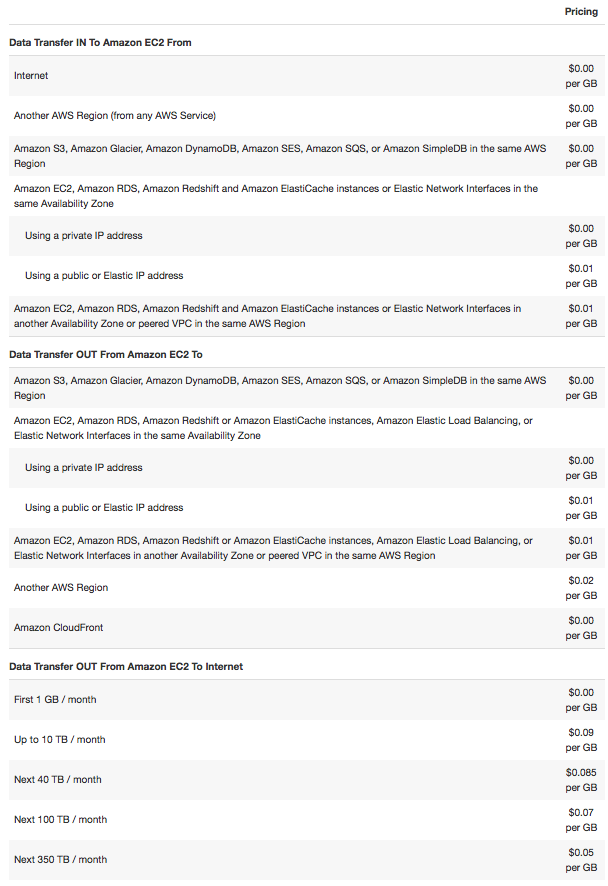 Pricing
Data Transfer IN To Amazon EC2 From
Internet
$0.00
per GB
Another AWS Region (from any AWS Service)
$0.00
per GB
Amazon S3, Amazon Glacier, Amazon DynamoDB, Amazon SES, Amazon SQS, or Amazon SimpleDB in the same AWS
Region
$0.00
per GB
Amazon EC2, Amazon RDS, Amazon Redshift and Amazon ElastiCache instances or Elastic Network Interfaces in the
same Availability Zone
Using a private IP address
$0.00
per GB
Using a public or Elastic IP address
$0.01
per GB
Amazon EC2, Amazon RDS, Amazon Redshift and Amazon ElastiCache instances or Elastic Network Interfaces in
another Availability Zone or peered VPC in the same AWS Region
$0.01
per GB
Data Transfer OUT From Amazon EC2 To
Amazon S3, Amazon Glacier, Amazon DynamoDB, Amazon SES, Amazon SQS, or Amazon SimpleDB in the same AWS
Region
$0.00
per GB
Amazon EC2, Amazon RDS, Amazon Redshift or Amazon ElastiCache instances, Amazon Elastic Load Balancing, or
Elastic Network Interfaces in the same Availability Zone
Using a private IP address
$0.00
per GB
Using a public or Elastic IP address
$0.01
per GB
Amazon EC2, Amazon RDS, Amazon Redshift or Amazon ElastiCache instances, Amazon Elastic Load Balancing, or
Elastic Network Interfaces in another Availability Zone or peered VPC in the same AWS Region
$0.01
per GB
Another AWS Region
$0.02
per GB
Amazon CloudFront
$0.00
per GB
Data Transfer OUT From Amazon EC2 To Internet
First 1 GB / month
$0.00
per GB
Up to 10 TB / month
$0.09
per GB
Next 40 TB / month
$0.085
per GB
Next 100 TB / month
$0.07
per GB
Next 350 TB / month
$0.05
per GB